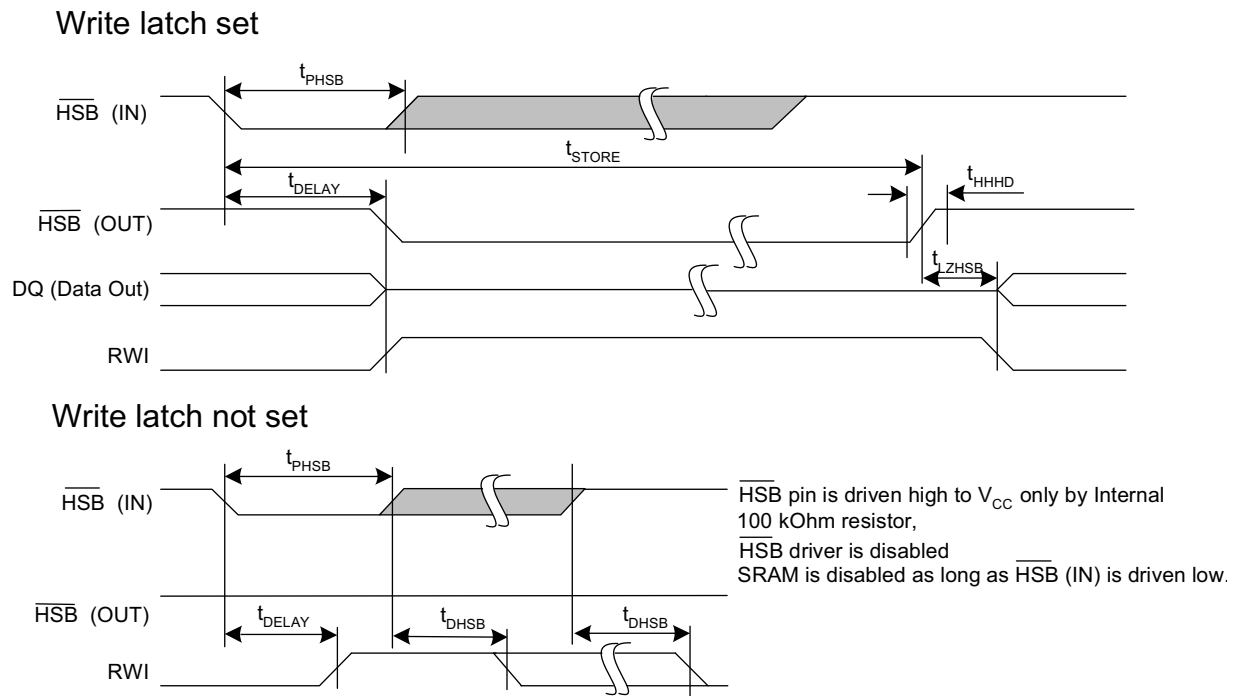 Write latch set
tPHSB
HSB (IN)
tSTORE
tDELAY
tHHHD
HSB (OUT)
tLZHSB
DQ (Data Out)
RWI
Write latch not set
tPHSB
HSB (IN)
HSB pin is driven high to VCC only by Internal
100 kOhm resistor,
HSB driver is disabled
SRAM is disabled as long as HSB (IN) is driven low.
HSB (OUT)
tDELAY
tDHSB
tDHSB
RWI